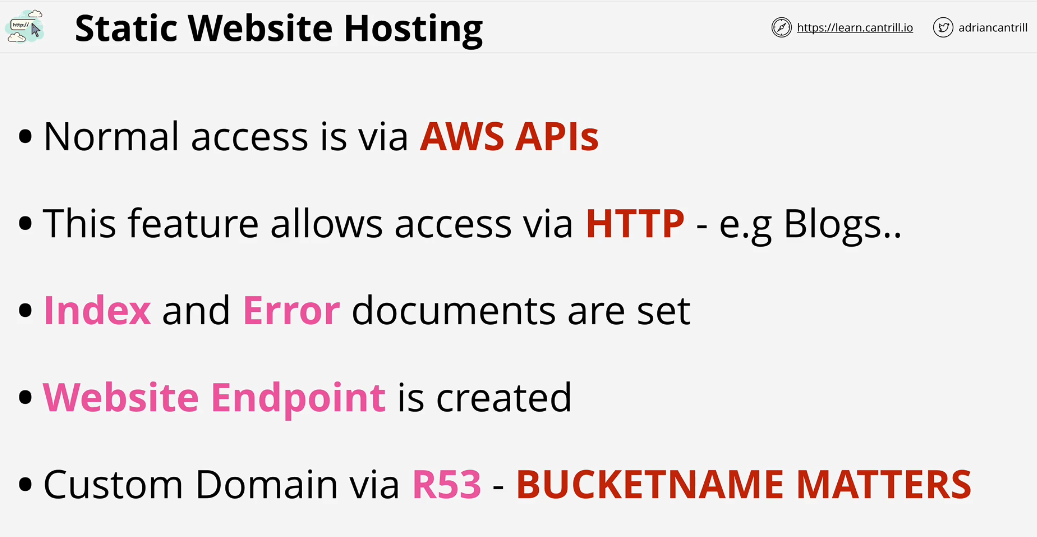 http://
Static Website Hosting
https://learn.cantrill.io
adriancantrill
• Normal access is via AWS APIs
• This feature allows access via HTTP - e.g Blogs..
• Index and Error documents are set
• Website Endpoint is created
• Custom Domain via R53 - BUCKETNAME MATTERS